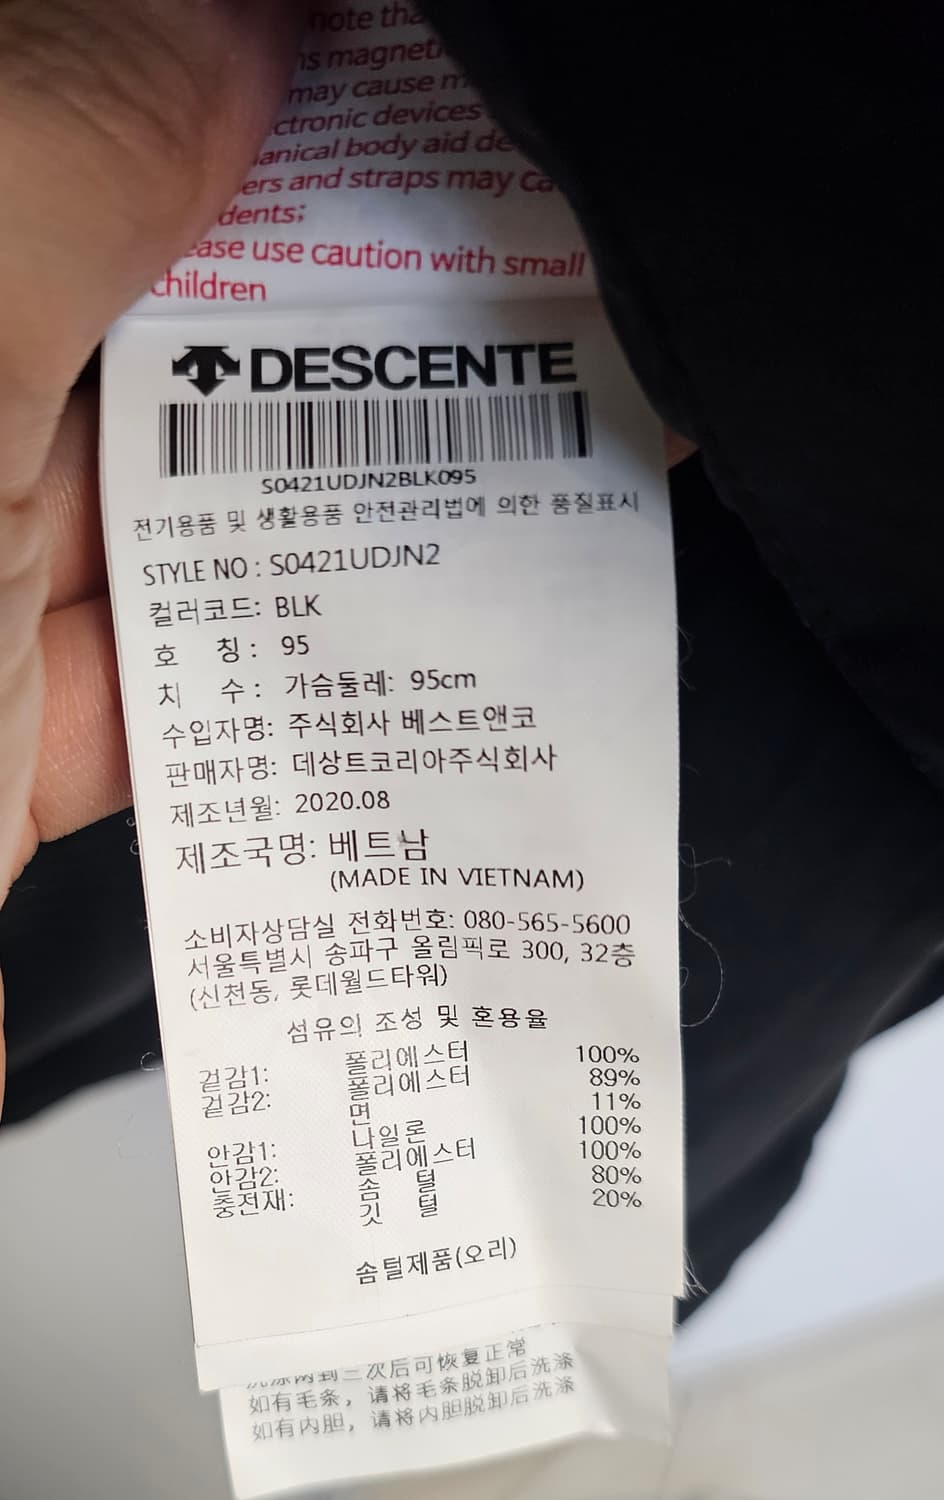 note tha
ns magneti
may cause m
ctronic devices
anical body aid de
ers and straps may ca
dents;
ease use caution with small
children
DESCENTE
S0421UDJN2BLK095
전기용품 및 생활용품 안전관리법에 의한 품질표시
STYLE NO : S0421UDJN2
컬러코드: BLK
호 칭: 95
치 수: 가슴둘레: 95cm
수입자명: 주식회사 베스트앤코
판매자명: 데상트코리아주식회사
제조년월: 2020.08
제조국명: 베트남
(MADE IN VIETNAM)
소비자상담실 전화번호: 080-565-5600
서울특별시 송파구 올림픽로 300, 32층
(신천동, 롯데월드타워)
섬유의 조성 및 혼용율
겉감1: 폴리에스터 100%
겉감2: 폴리에스터 89%
면 11%
안감1: 나일론 100%
안감2: 폴리에스터 100%
충전재: 솜 털 80%
깃 털 20%
솜털제품(오리)
到三次后可恢复正常
如有毛条，请将毛条脱卸后洗涤
如有内胆，请将内胆脱卸后洗涤